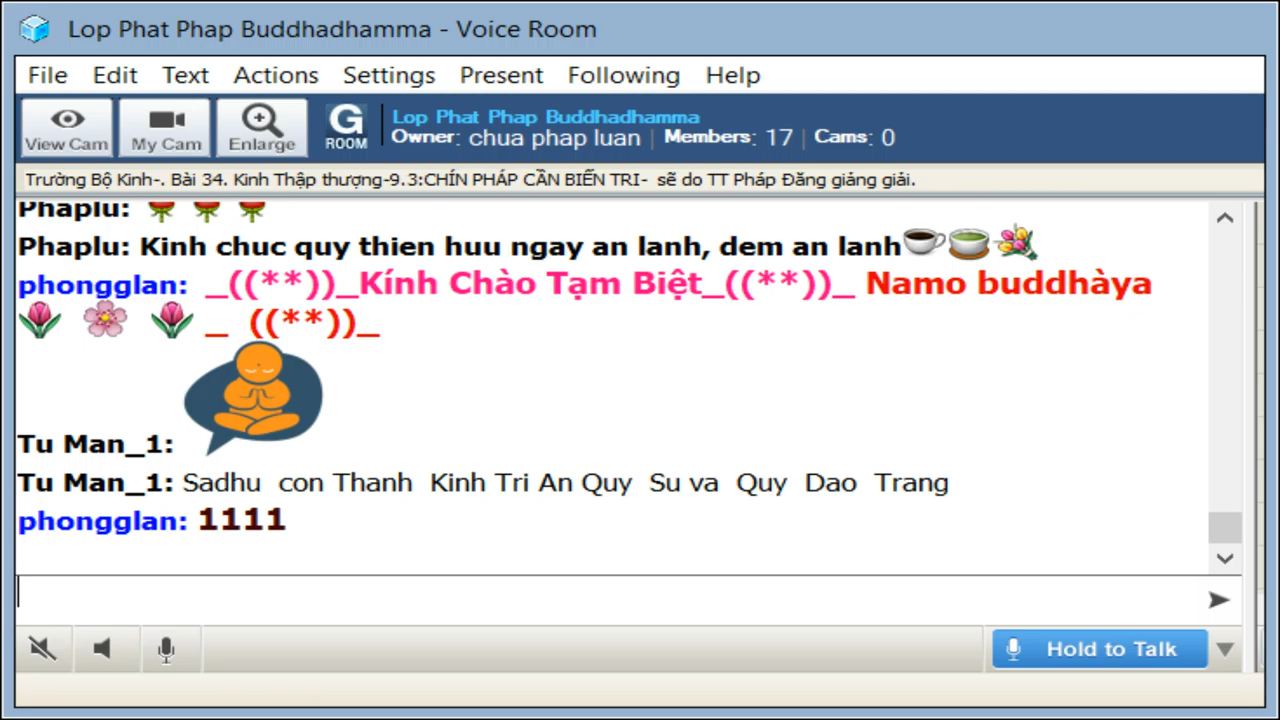 Lop Phat Phap Buddhadhamma - Voice Room
File Edit Text Actions Settings Present Following Help
View Cam My Cam Enlarge G ROOM Lop Phat Phap Buddhadhamma
Owner: chua phap luan | Members: 17 | Cams: 0
Trường Bộ Kinh-. Bài 34. Kinh Thập thượng-9.3:CHÍN PHÁP CẦN BIẾN TRI- sẽ do TT Pháp Đăng giảng giải.
Phaplu:
Phaplu: Kinh chuc quy thien huu ngay an lanh, dem an lanh
phongglan: _((**))_Kính Chào Tạm Biệt_((**))_ Namo buddhàya
_ ((**))_
Tu Man_1:
Tu Man_1: Sadhu con Thanh Kinh Tri An Quy Su va Quy Dao Trang
phongglan: 1111
Hold to Talk